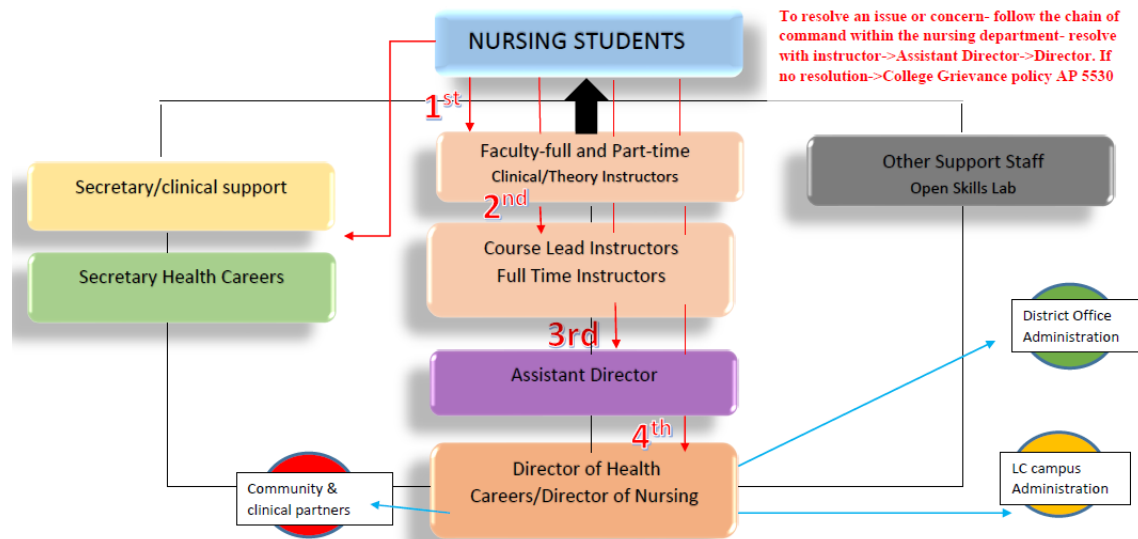 NURSING STUDENTS
To resolve an issue or concern- follow the chain of
command within the nursing department- resolve
with instructor->Assistant Director->Director. If
no resolution->College Grievance policy AP 5530
1st
Faculty-full and Part-time
Clinical/Theory Instructors
Secretary/clinical support
Other Support Staff
Open Skills Lab
2nd
Course Lead Instructors
Full Time Instructors
Secretary Health Careers
District Office
Administration
3rd
Assistant Director
4th
Director of Health
Careers/Director of Nursing
Community &
clinical partners
LC campus
Administration